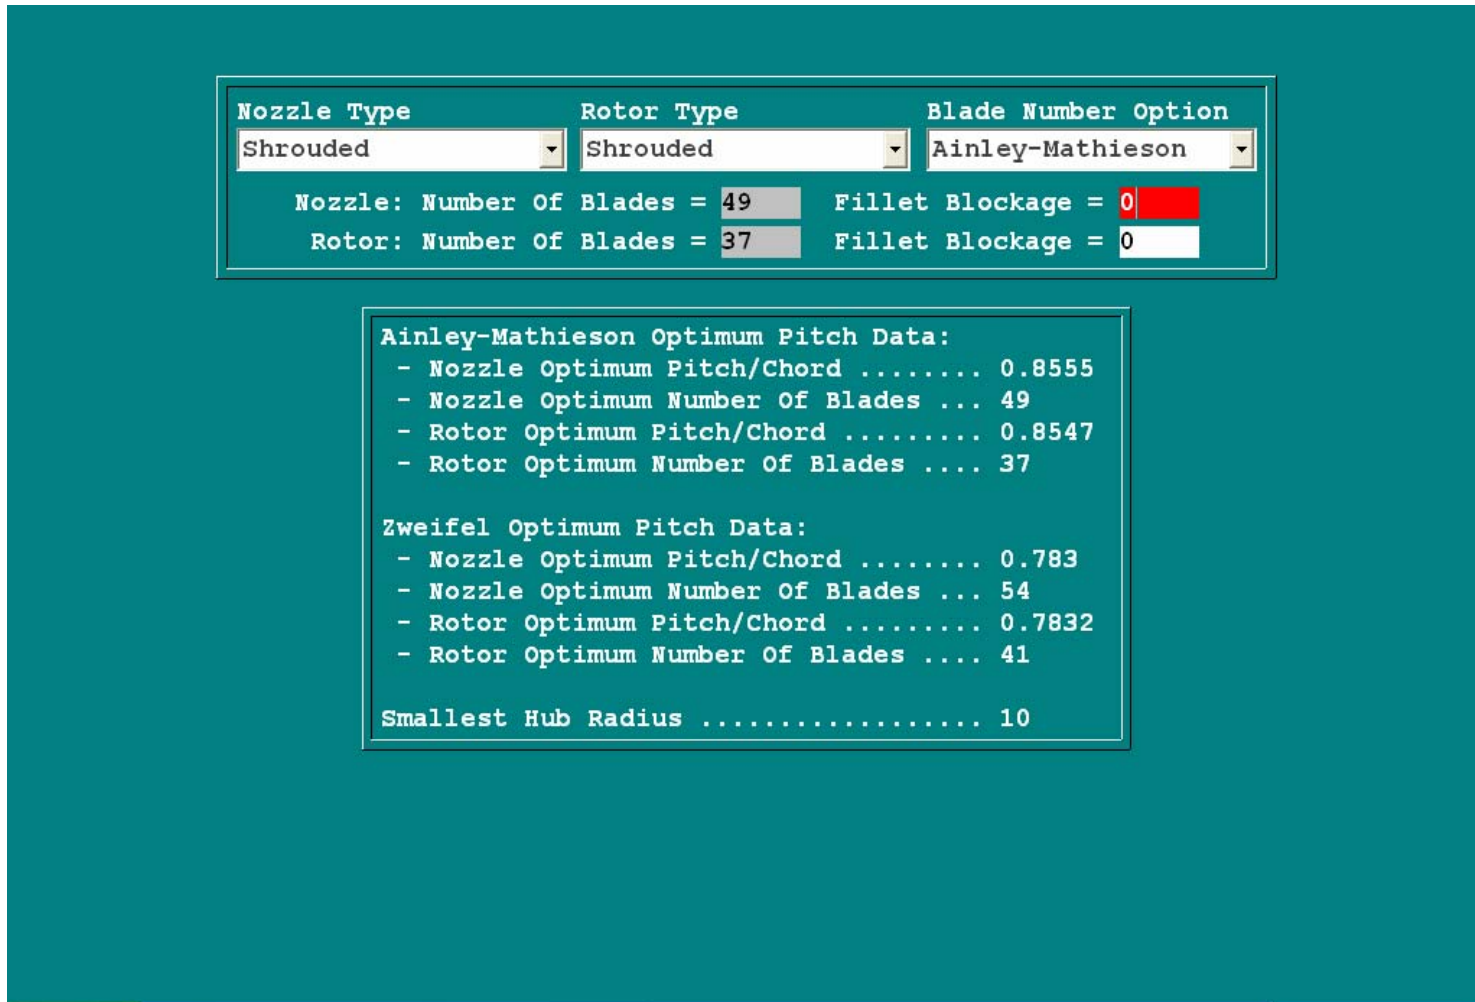 Nozzle Type Rotor Type Blade Number Option
Shrouded Shrouded Ainley-Mathieson
Nozzle: Number Of Blades = 49 Fillet Blockage = 0
Rotor: Number Of Blades = 37 Fillet Blockage = 0
Ainley-Mathieson Optimum Pitch Data:
- Nozzle Optimum Pitch/Chord ........ 0.8555
- Nozzle Optimum Number Of Blades ... 49
- Rotor Optimum Pitch/Chord ......... 0.8547
- Rotor Optimum Number Of Blades .... 37
Zweifel Optimum Pitch Data:
- Nozzle Optimum Pitch/Chord ........ 0.783
- Nozzle Optimum Number Of Blades ... 54
- Rotor Optimum Pitch/Chord ......... 0.7832
- Rotor Optimum Number Of Blades .... 41
Smallest Hub Radius .................. 10